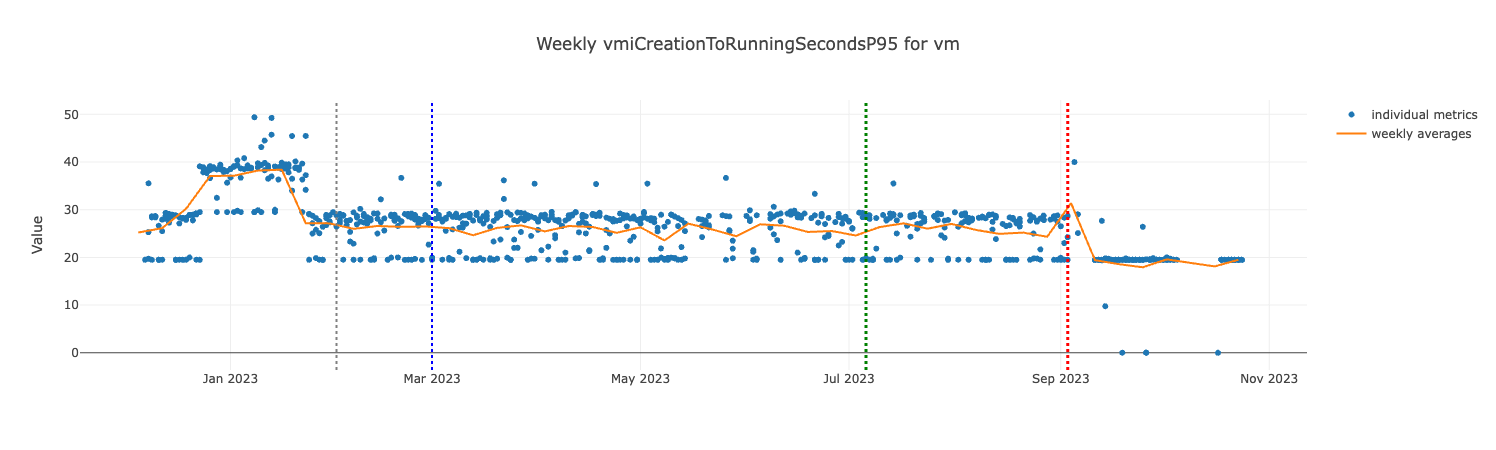 Weekly vmiCreationToRunningSecondsP95 for vm
Value
50
40
30
20
10
0
Jan 2023
Mar 2023
May 2023
Jul 2023
Sep 2023
Nov 2023
individual metrics
weekly averages